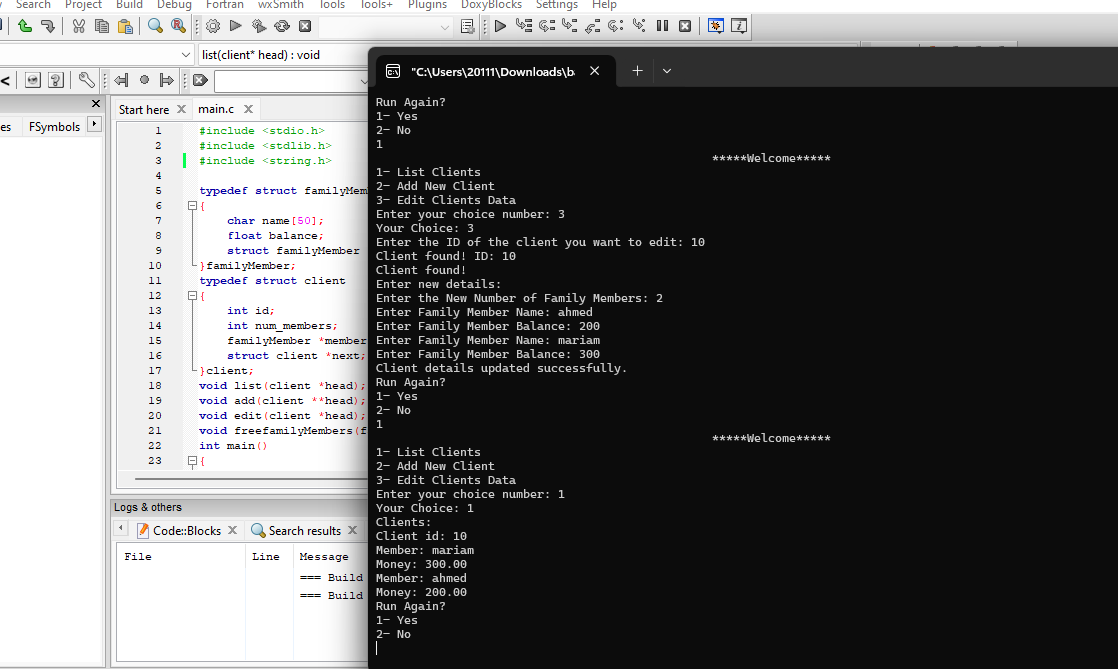 Search Project Build Debug Fortran wxSmith Tools Tools+ Plugins DoxyBlocks Settings Help
list(client* head) : void
FSymbols
Start here
main.c
1 #include <stdio.h>
2 #include <stdlib.h>
3 #include <string.h>
4
5 typedef struct familyMem
6 {
7 char name[50];
8 float balance;
9 struct familyMember
10 }familyMember;
11 typedef struct client
12 {
13 int id;
14 int num_members;
15 familyMember *member
16 struct client *next;
17 }client;
18 void list(client *head);
19 void add(client **head);
20 void edit(client *head);
21 void freefamilyMembers(f
22 int main()
23 {
Logs & others
Code::Blocks
Search results
File Line Message
=== Build
=== Build
"C:\Users\20111\Downloads\b
Run Again?
1- Yes
2- No
1
*****Welcome*****
1- List Clients
2- Add New Client
3- Edit Clients Data
Enter your choice number: 3
Your Choice: 3
Enter the ID of the client you want to edit: 10
Client found! ID: 10
Client found!
Enter new details:
Enter the New Number of Family Members: 2
Enter Family Member Name: ahmed
Enter Family Member Balance: 200
Enter Family Member Name: mariam
Enter Family Member Balance: 300
Client details updated successfully.
Run Again?
1- Yes
2- No
1
*****Welcome*****
1- List Clients
2- Add New Client
3- Edit Clients Data
Enter your choice number: 1
Your Choice: 1
Clients:
Client id: 10
Member: mariam
Money: 300.00
Member: ahmed
Money: 200.00
Run Again?
1- Yes
2- No